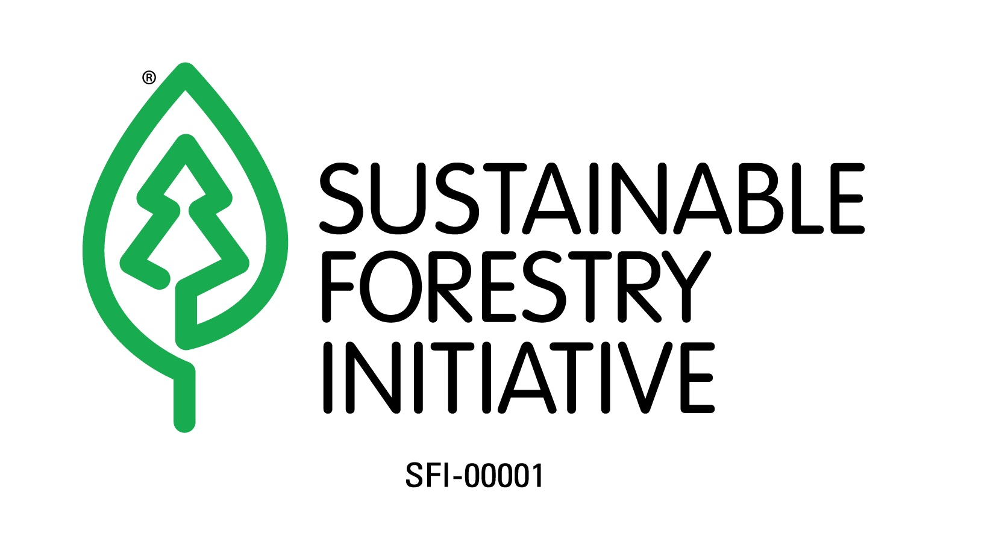 ®
SUSTAINABLE
FORESTRY
INITIATIVE
SFI-00001